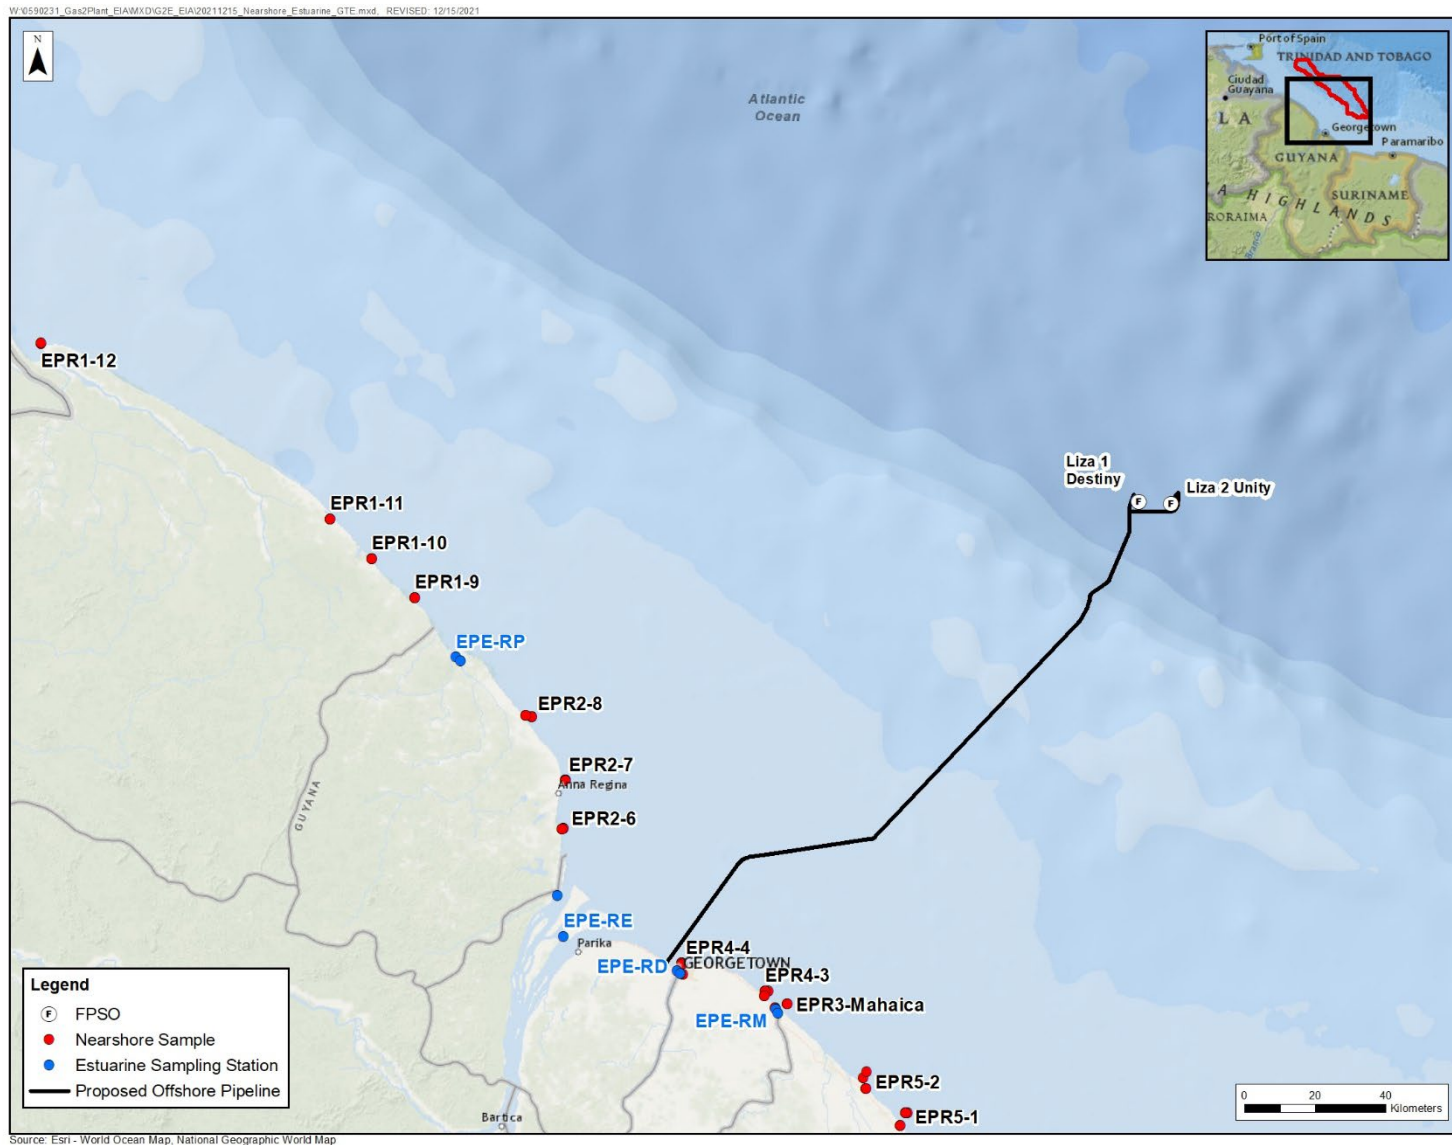 W:\0590231_Gas2Plant_EIA\MXD\G2E_EIA\20211215_Nearshore_Estuarine_GTE.mxd, REVISED: 12/15/2021
N
Atlantic
Ocean
Port of Spain
TRINIDAD AND TOBAGO
Ciudad
Guayana
L A
Georgetown
Paramaribo
GUYANA
SURINAME
A HIGHLANDS
RORAIMA
Branco
EPR1-12
Liza 1
Destiny
F
F
Liza 2 Unity
EPR1-11
EPR1-10
EPR1-9
EPE-RP
EPR2-8
EPR2-7
Anna Regina
GUYANA
EPR2-6
EPE-RE
Parika
EPR4-4
GEORGETOWN
EPE-RD
EPR4-3
EPR3-Mahaica
EPE-RM
EPR5-2
EPR5-1
Bartica
Legend
F FPSO
Nearshore Sample
Estuarine Sampling Station
Proposed Offshore Pipeline
0 20 40
Kilometers
Source: Esri - World Ocean Map, National Geographic World Map